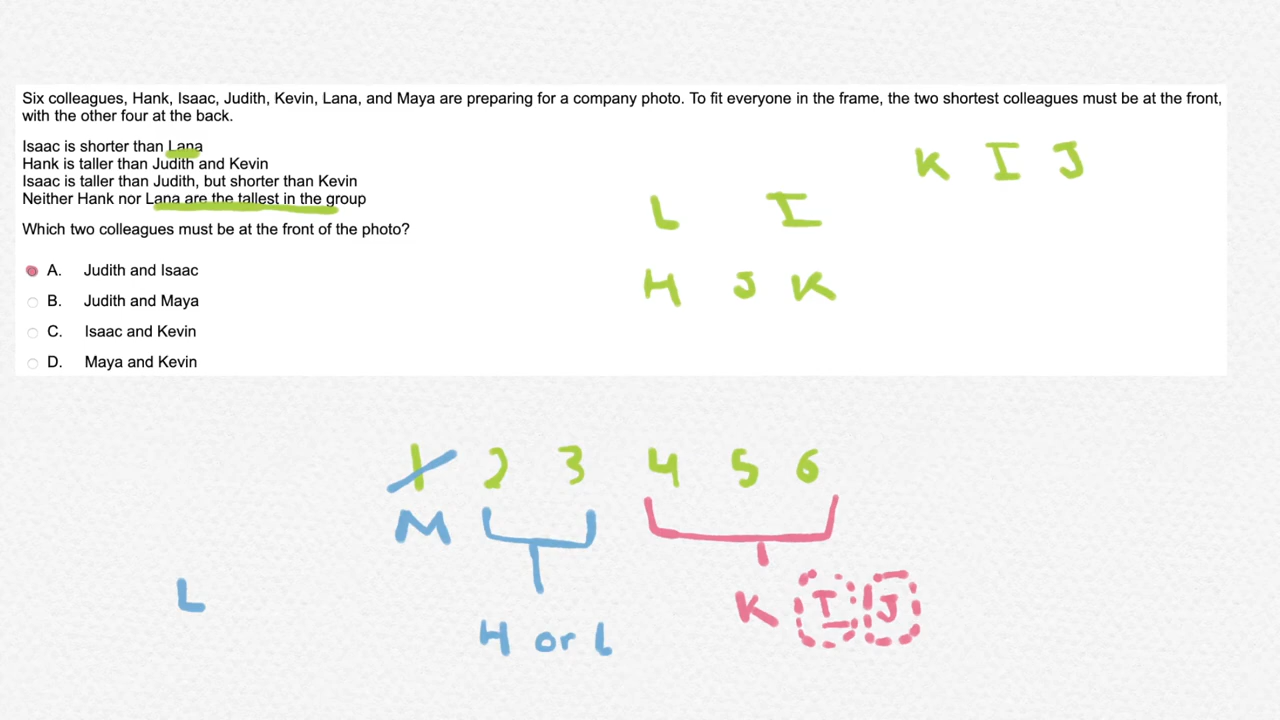 Six colleagues, Hank, Isaac, Judith, Kevin, Lana, and Maya are preparing for a company photo. To fit everyone in the frame, the two shortest colleagues must be at the front,
with the other four at the back.
Isaac is shorter than Lana
Hank is taller than Judith and Kevin
Isaac is taller than Judith, but shorter than Kevin
Neither Hank nor Lana are the tallest in the group
Which two colleagues must be at the front of the photo?
A. Judith and Isaac
B. Judith and Maya
C. Isaac and Kevin
D. Maya and Kevin
K I J
L I
H J K
1 2 3 4 5 6
M
L
K I J
H or L